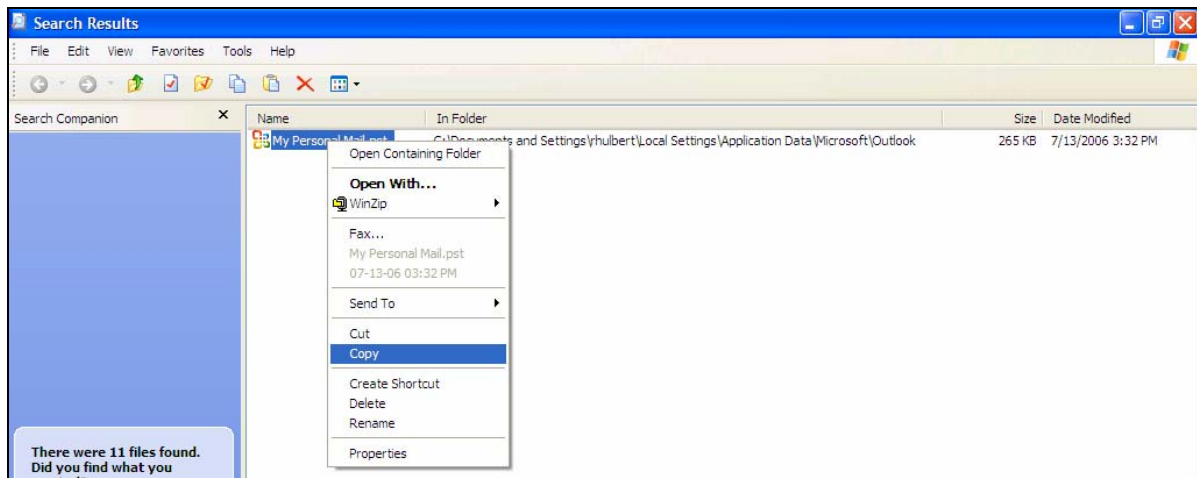 Search Results
File Edit View Favorites Tools Help
Search Companion
Name In Folder Size Date Modified
My Personal Mail.pst C:\Documents and Settings\rhulbert\Local Settings\Application Data\Microsoft\Outlook 265 KB 7/13/2006 3:32 PM
Open Containing Folder
Open With...
WinZip
Fax...
My Personal Mail.pst
07-13-06 03:32 PM
Send To
Cut
Copy
Create Shortcut
Delete
Rename
Properties
There were 11 files found.
Did you find what you